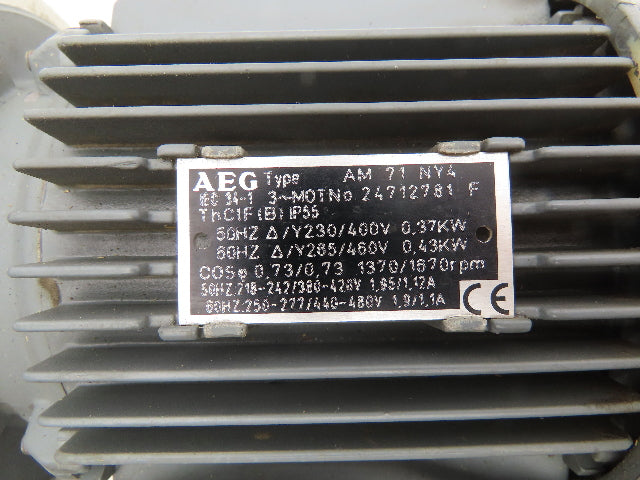 AEG Type AM 71 NY4
IEC 34-1 3~MOTNo 24712781 F
ThClF(B) IP55
50HZ Δ/Y230/400V 0,37KW
60HZ Δ/Y265/460V 0,43KW
COSφ 0,73/0,73 1370/1670rpm
50HZ:218-242/380-420V 1,95/1,12A
60HZ:250-277/440-480V 1,9/1,1A
CE